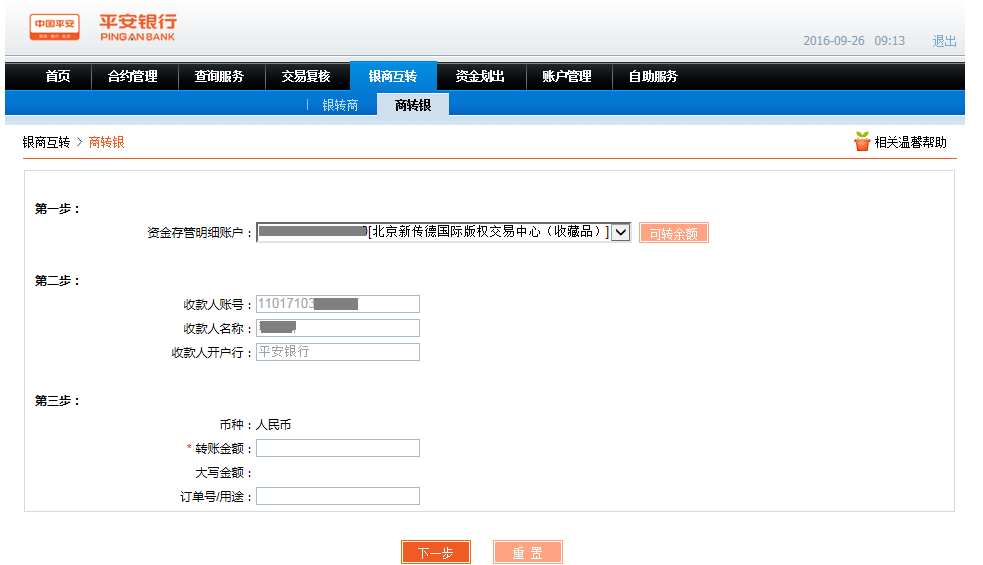 中国平安 平安银行
保险·银行·投资 PINGAN BANK
2016-09-26 09:13 退出
首页 合约管理 查询服务 交易复核 银商互转 资金划出 账户管理 自助服务
银转商 商转银
银商互转 > 商转银 相关温馨帮助
第一步：
资金存管明细账户： [北京新传德国际版权交易中心（收藏品）] 可转余额
第二步：
收款人账号： 11017103
收款人名称：
收款人开户行： 平安银行
第三步：
币种： 人民币
* 转账金额：
大写金额：
订单号/用途：
下一步 重 置